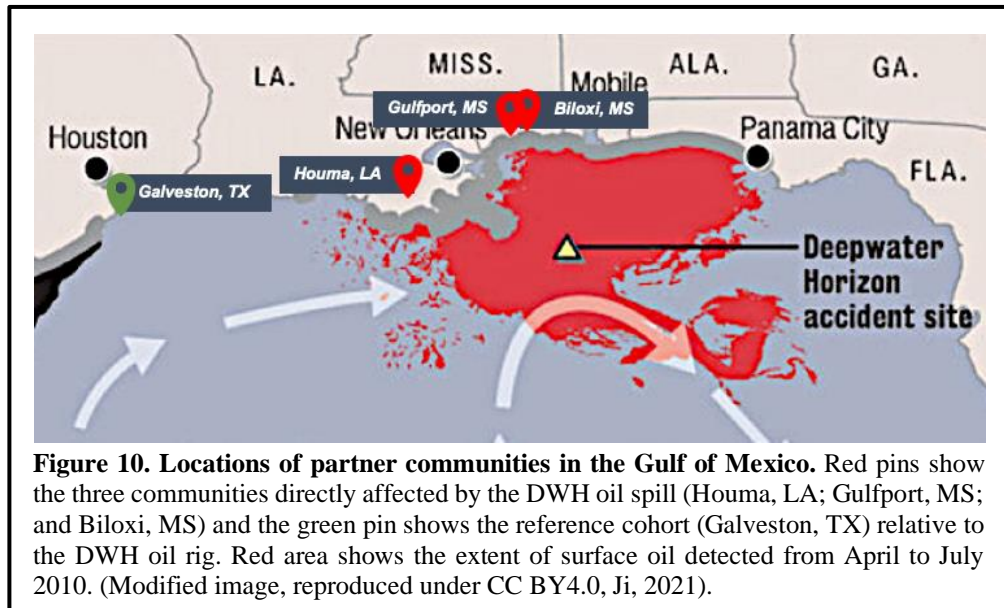 LA.
MISS.
ALA.
GA.
Mobile
Gulfport, MS
Biloxi, MS
Houston
New Orleans
Panama City
Houma, LA
FLA.
Galveston, TX
Deepwater
Horizon
accident site
Figure 10. Locations of partner communities in the Gulf of Mexico. Red pins show
the three communities directly affected by the DWH oil spill (Houma, LA; Gulfport, MS;
and Biloxi, MS) and the green pin shows the reference cohort (Galveston, TX) relative to
the DWH oil rig. Red area shows the extent of surface oil detected from April to July
2010. (Modified image, reproduced under CC BY4.0, Ji, 2021).